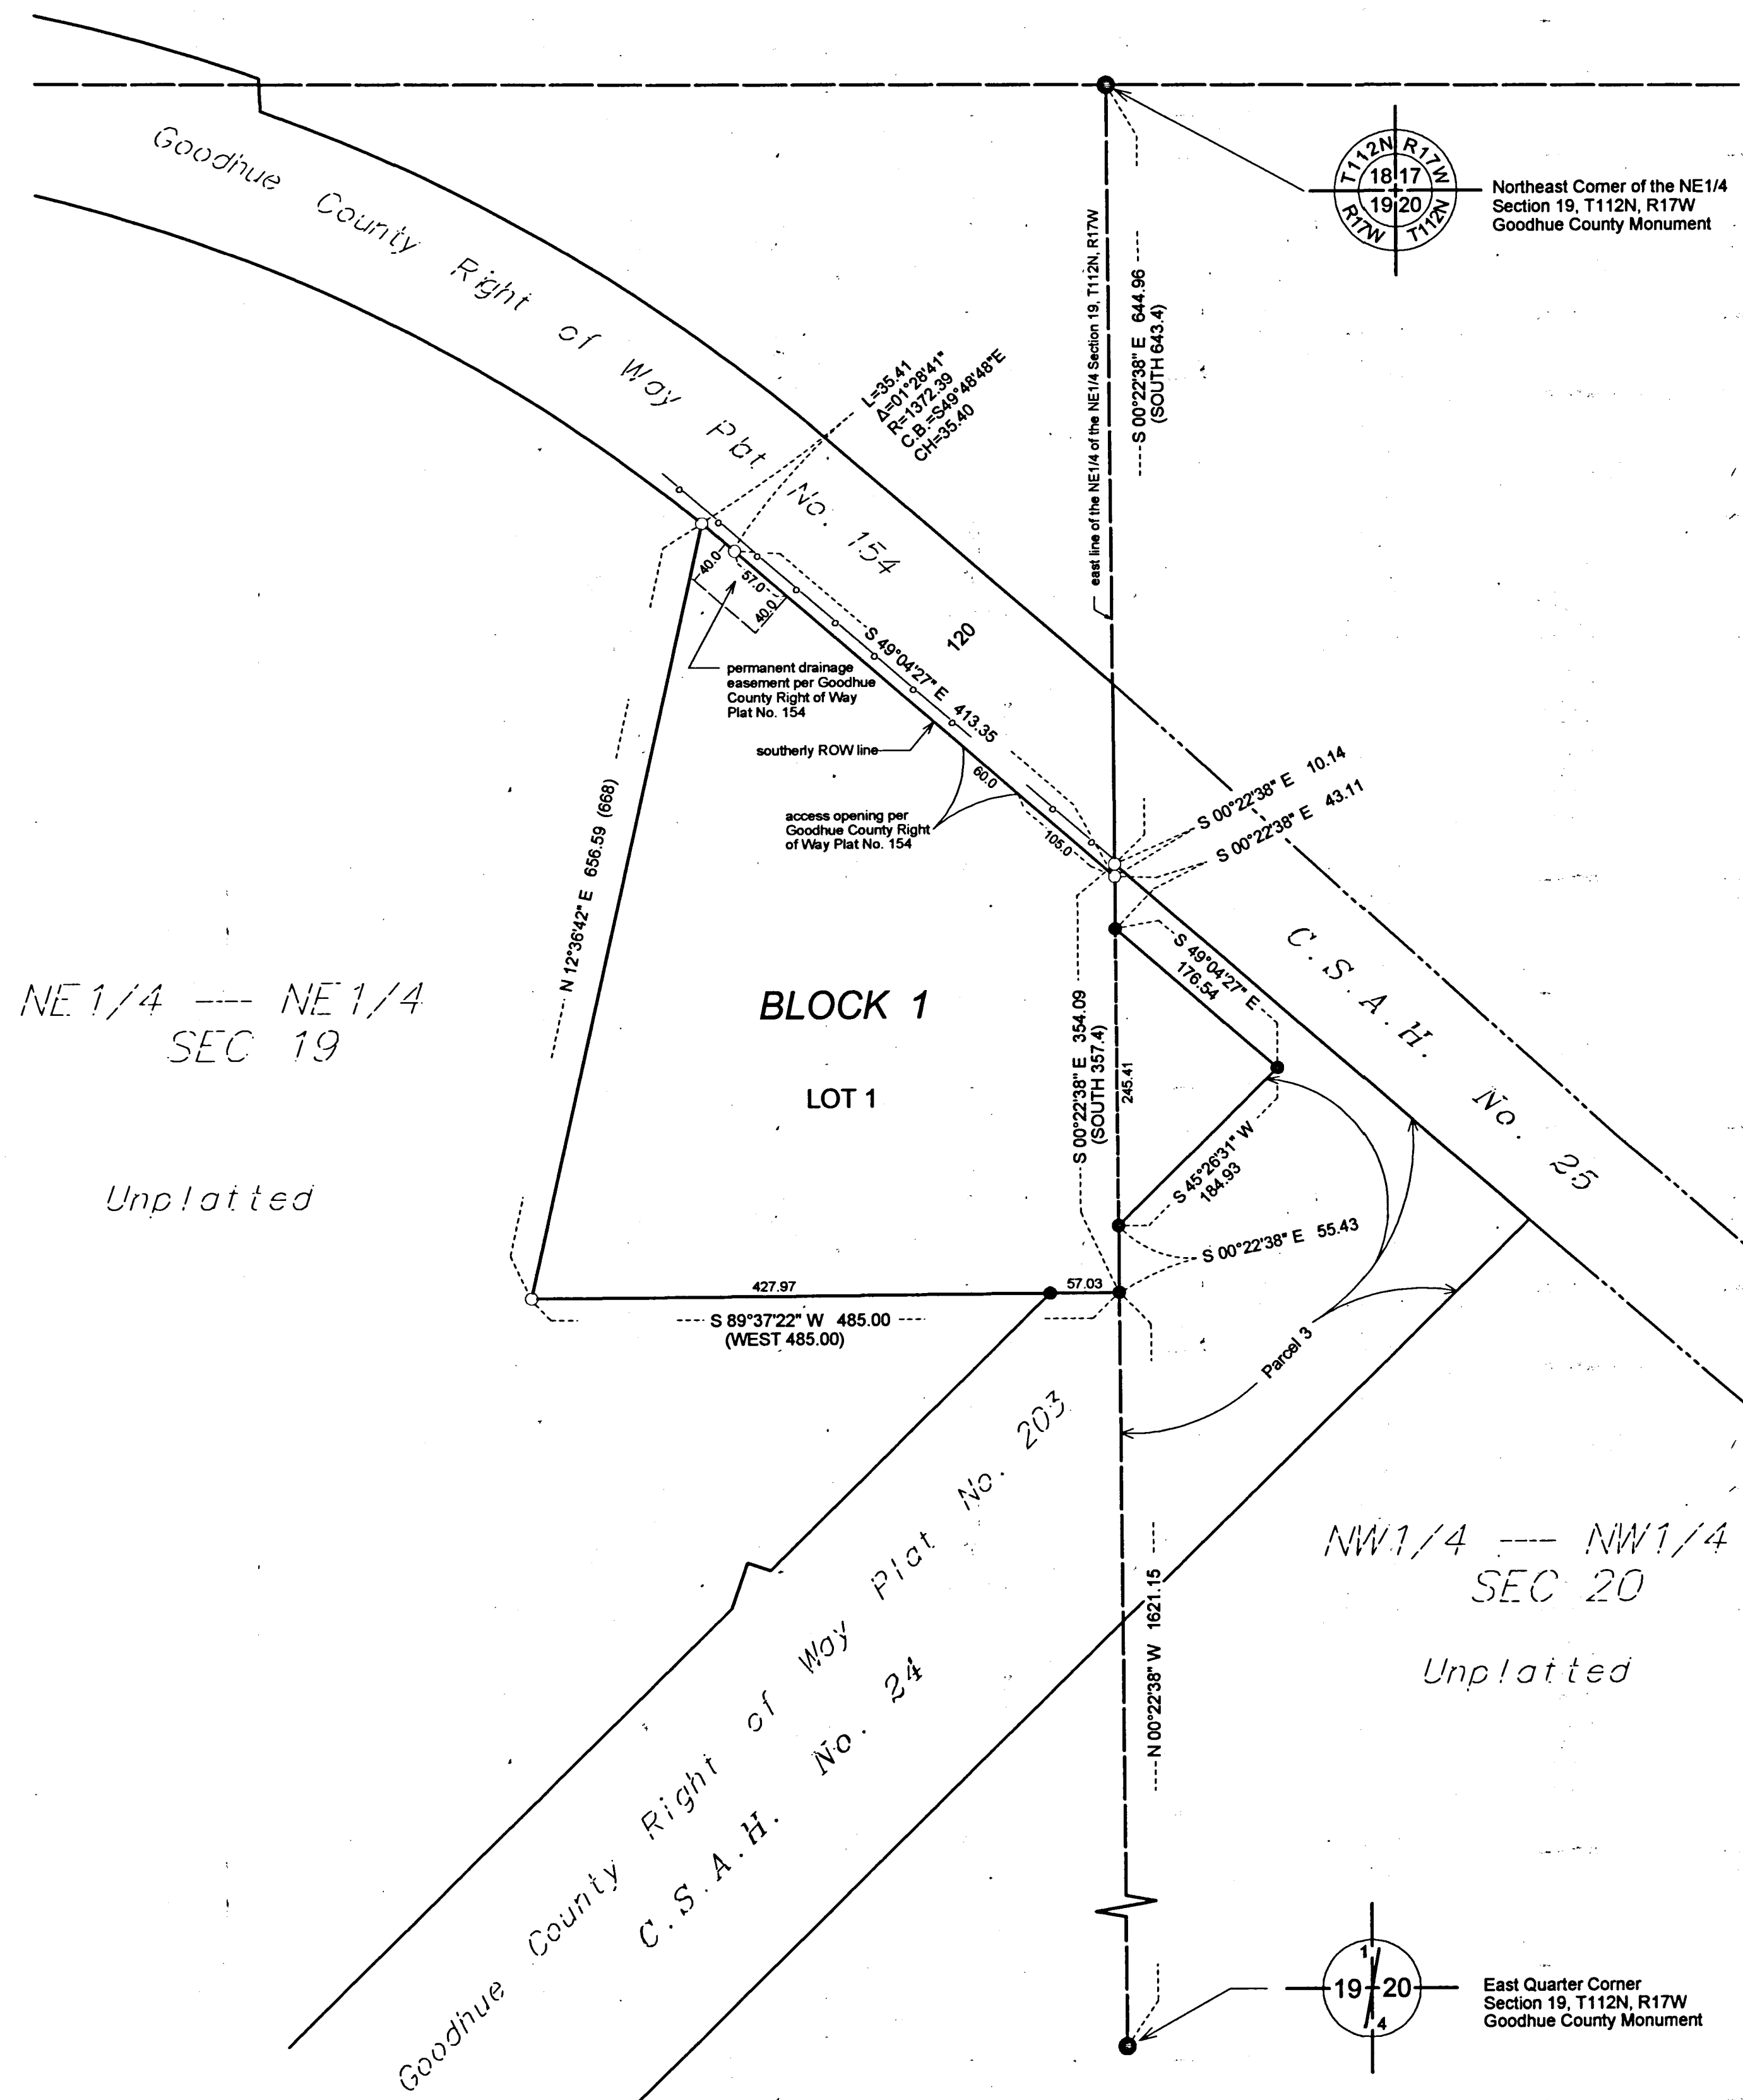 Goodhue County Right of Way Plat No. 154
T112N R17W
18 17
19 20
R17W T112N
Northeast Corner of the NE1/4
Section 19, T112N, R17W
Goodhue County Monument
east line of the NE1/4 of the NE1/4 Section 19, T112N, R17W
S 00°22'38" E 644.96
(SOUTH 643.4)
L=35.41
Δ=01°28'41"
R=1372.39
C.B.=S49°48'48"E
CH=35.40
40.0
57.0
40.0
120
S 49°04'27" E 413.35
permanent drainage
easement per Goodhue
County Right of Way
Plat No. 154
southerly ROW line
60.0
access opening per
Goodhue County Right
of Way Plat No. 154
105.0
S 00°22'38" E 10.14
S 00°22'38" E 43.11
N 12°36'42" E 656.59 (668)
C.S.A.H. No. 25
S 49°04'27" E
176.54
NE1/4 --- NE1/4
SEC 19
Unplatted
BLOCK 1
LOT 1
S 00°22'38" E 354.09
(SOUTH 357.4)
245.41
S 45°26'31" W
184.93
S 00°22'38" E 55.43
427.97
57.03
S 89°37'22" W 485.00
(WEST 485.00)
Parcel 3
Goodhue County Right of Way Plat No. 203
C.S.A.H. No. 24
N 00°22'38" W 1621.15
NW1/4 --- NW1/4
SEC 20
Unplatted
1
19 20
4
East Quarter Corner
Section 19, T112N, R17W
Goodhue County Monument